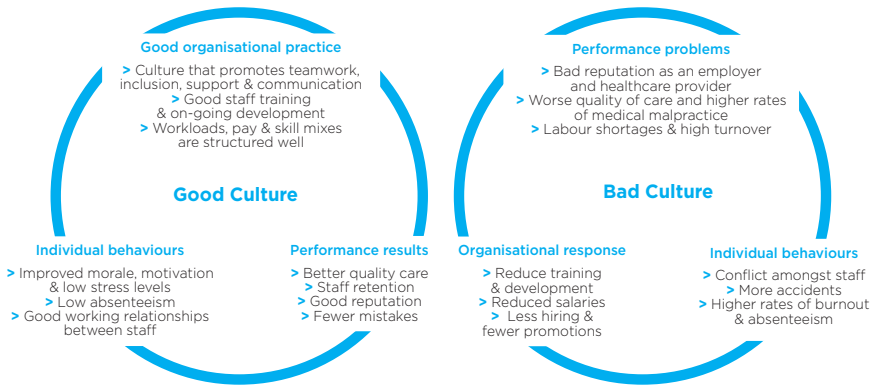 Good organisational practice
> Culture that promotes teamwork,
inclusion, support & communication
> Good staff training
& on-going development
> Workloads, pay & skill mixes
are structured well
Good Culture
Individual behaviours
> Improved morale, motivation
& low stress levels
> Low absenteeism
> Good working relationships
between staff
Performance results
> Better quality care
> Staff retention
> Good reputation
> Fewer mistakes
Performance problems
> Bad reputation as an employer
and healthcare provider
> Worse quality of care and higher rates
of medical malpractice
> Labour shortages & high turnover
Bad Culture
Organisational response
> Reduce training
& development
> Reduced salaries
> Less hiring &
fewer promotions
Individual behaviours
> Conflict amongst staff
> More accidents
> Higher rates of burnout
& absenteeism